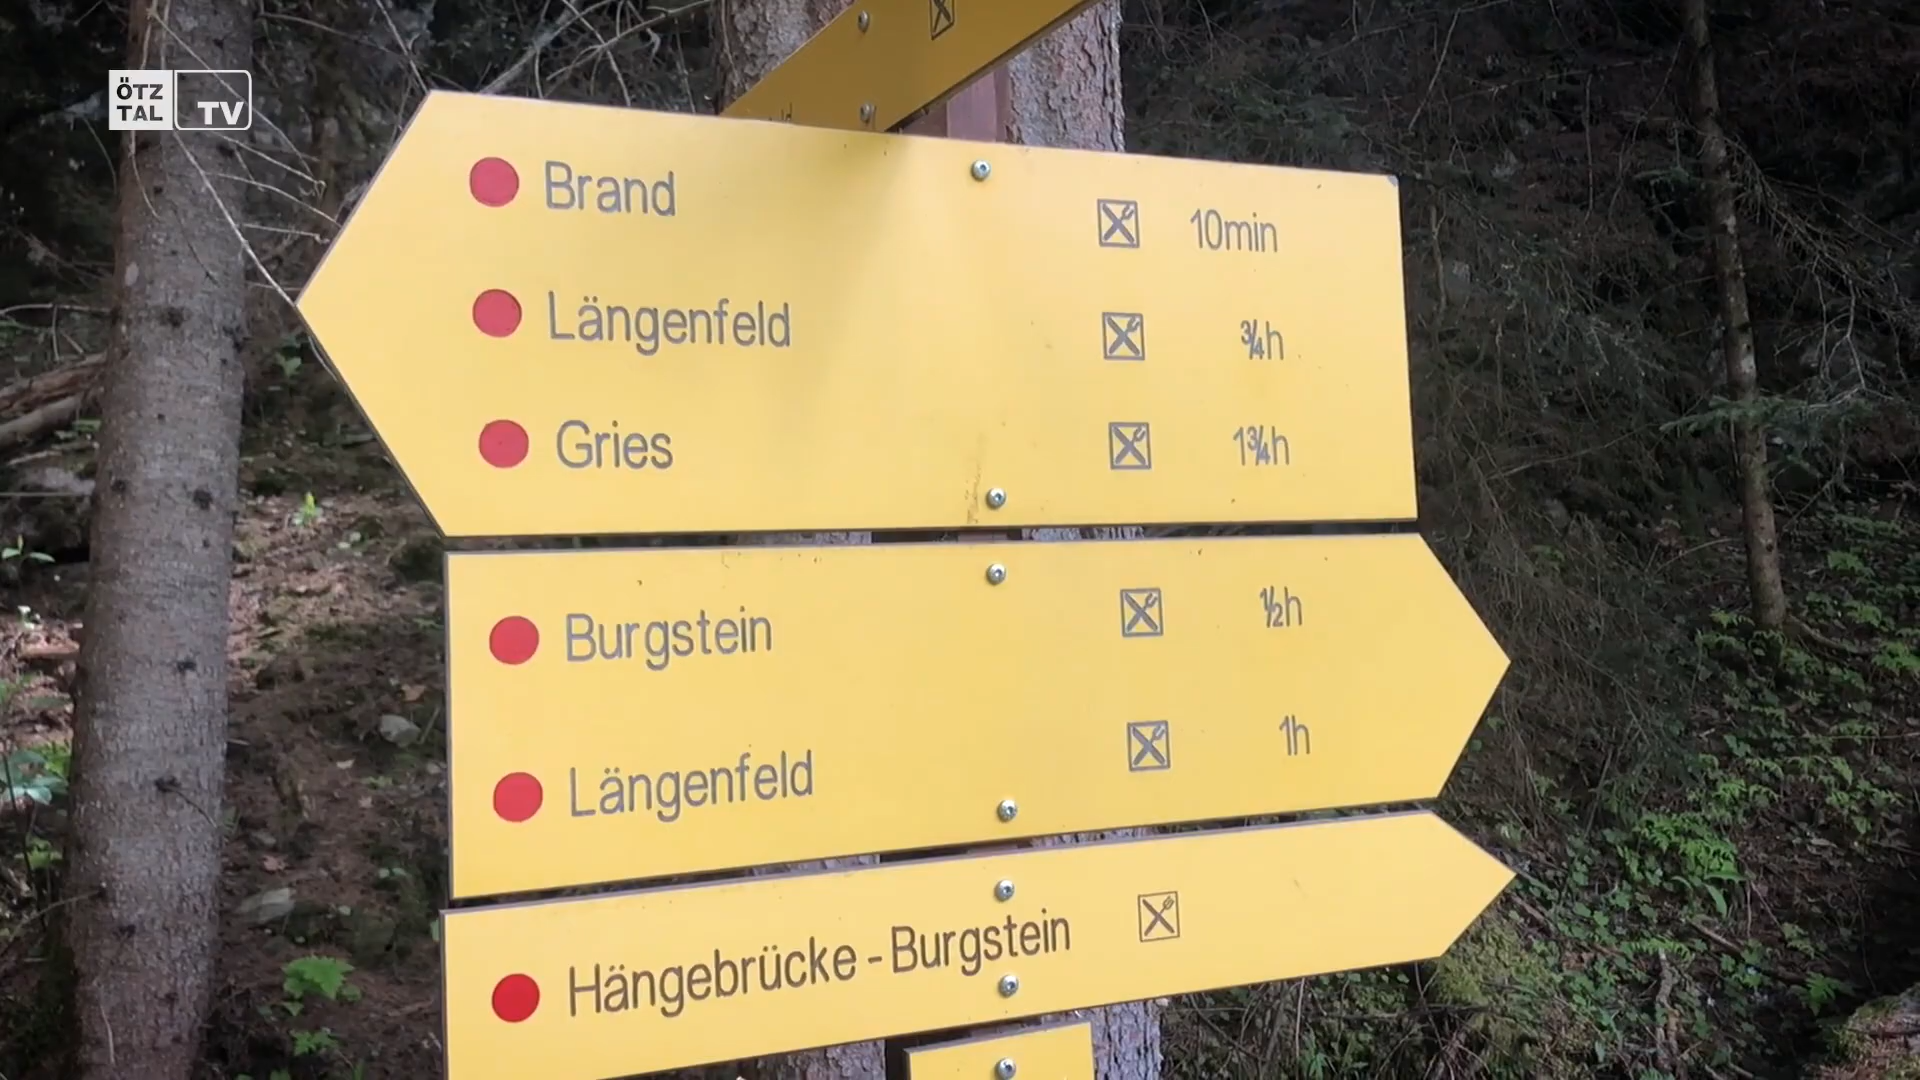 ÖTZ
TAL TV
Brand 10min
Längenfeld ¾h
Gries 1¾h
Burgstein ½h
Längenfeld 1h
Hängebrücke - Burgstein